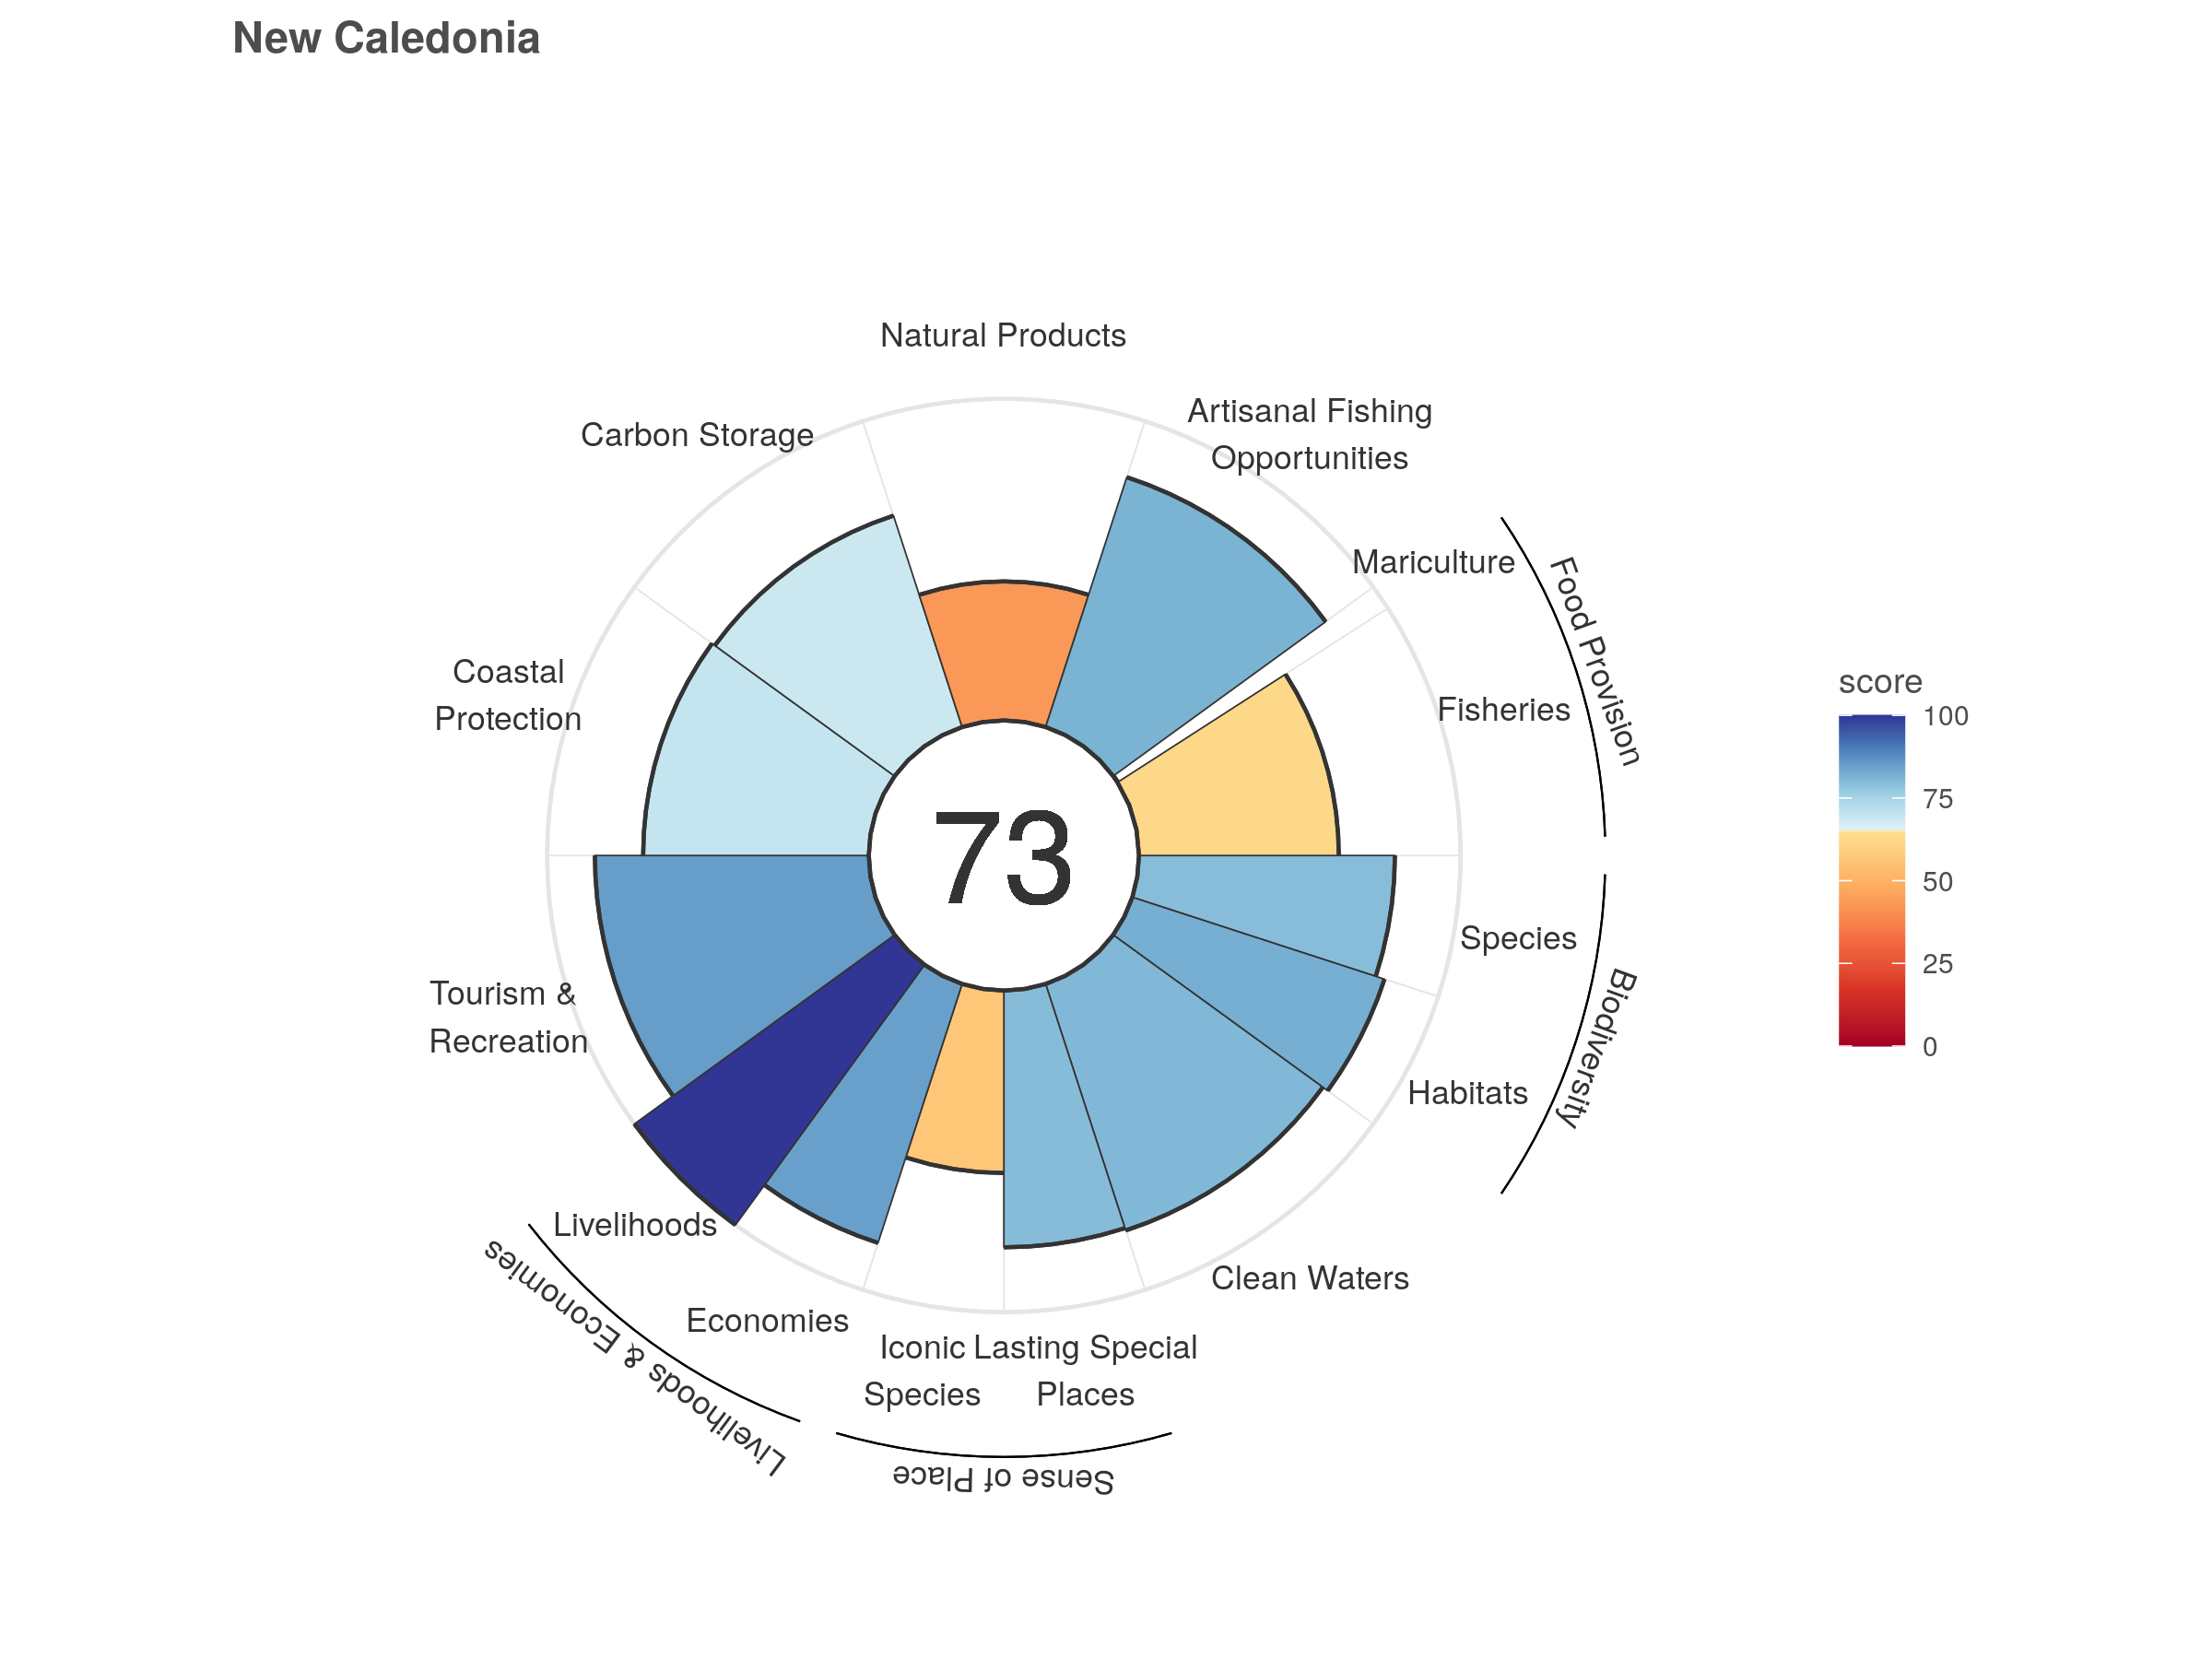 New Caledonia
Natural Products
Artisanal Fishing
Opportunities
Carbon Storage
Mariculture
Food Provision
Fisheries
Coastal
Protection
score
100
75
50
25
0
73
Species
Biodiversity
Habitats
Tourism &
Recreation
Livelihoods
Livelihoods & Economies
Economies
Clean Waters
Iconic
Species
Lasting Special
Places
Sense of Place